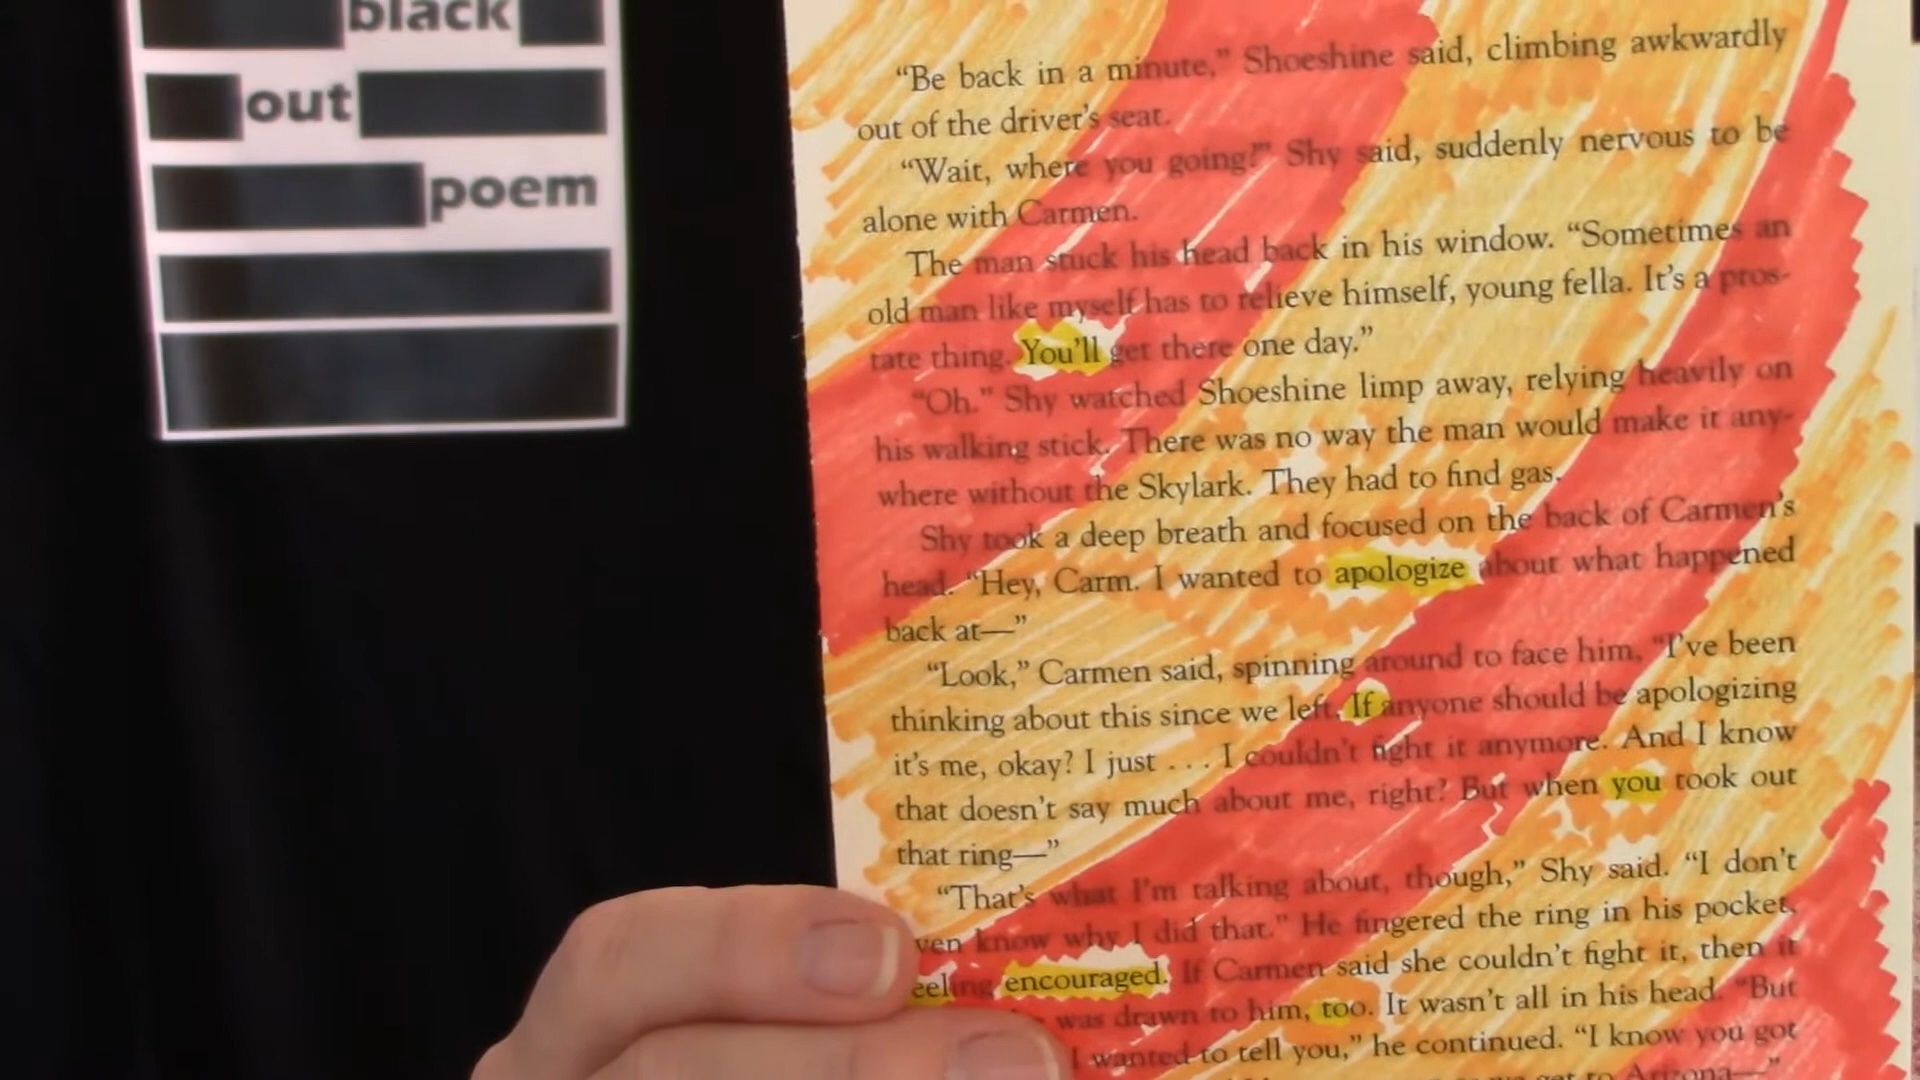 black
out
poem
“Be back in a minute,” Shoeshine said, climbing awkwardly
out of the driver’s seat.
“Wait, where you going?” Shy said, suddenly nervous to be
alone with Carmen.
The man stuck his head back in his window. “Sometimes an
old man like myself has to relieve himself, young fella. It’s a pros-
tate thing. You’ll get there one day.”
“Oh.” Shy watched Shoeshine limp away, relying heavily on
his walking stick. There was no way the man would make it any-
where without the Skylark. They had to find gas.
Shy took a deep breath and focused on the back of Carmen’s
head. “Hey, Carm. I wanted to apologize about what happened
back at—”
“Look,” Carmen said, spinning around to face him, “I’ve been
thinking about this since we left. If anyone should be apologizing
it’s me, okay? I just . . . I couldn’t fight it anymore. And I know
that doesn’t say much about me, right? But when you took out
that ring—”
“That’s what I’m talking about, though,” Shy said. “I don’t
ven know why I did that.” He fingered the ring in his pocket,
eeling encouraged. If Carmen said she couldn’t fight it, then it
was drawn to him, too. It wasn’t all in his head. “But
I wanted to tell you,” he continued. “I know you got
get to Arizona—”